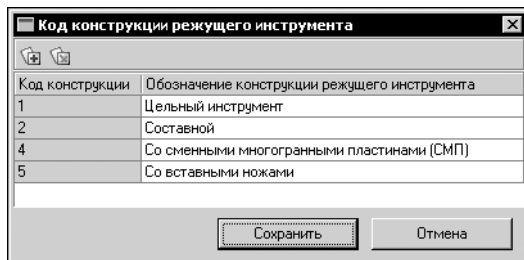 Код конструкции режущего инструмента
Код конструкции Обозначение конструкции режущего инструмента
1 Цельный инструмент
2 Составной
4 Со сменными многогранными пластинами (СМП)
5 Со вставными ножами
Сохранить Отмена